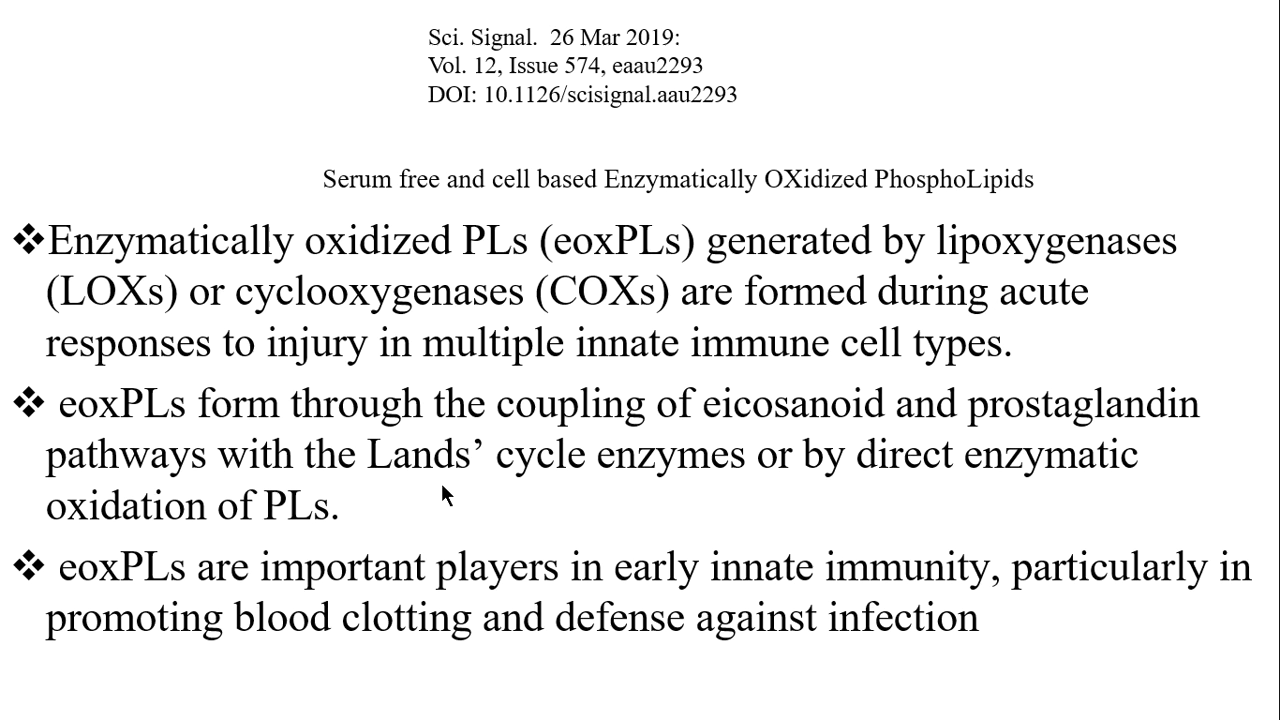 Sci. Signal.  26 Mar 2019:
Vol. 12, Issue 574, eaau2293
DOI: 10.1126/scisignal.aau2293
Serum free and cell based Enzymatically OXidized PhosphoLipids
❖Enzymatically oxidized PLs (eoxPLs) generated by lipoxygenases
(LOXs) or cyclooxygenases (COXs) are formed during acute
responses to injury in multiple innate immune cell types.
❖ eoxPLs form through the coupling of eicosanoid and prostaglandin
pathways with the Lands’ cycle enzymes or by direct enzymatic
oxidation of PLs.
❖ eoxPLs are important players in early innate immunity, particularly in
promoting blood clotting and defense against infection